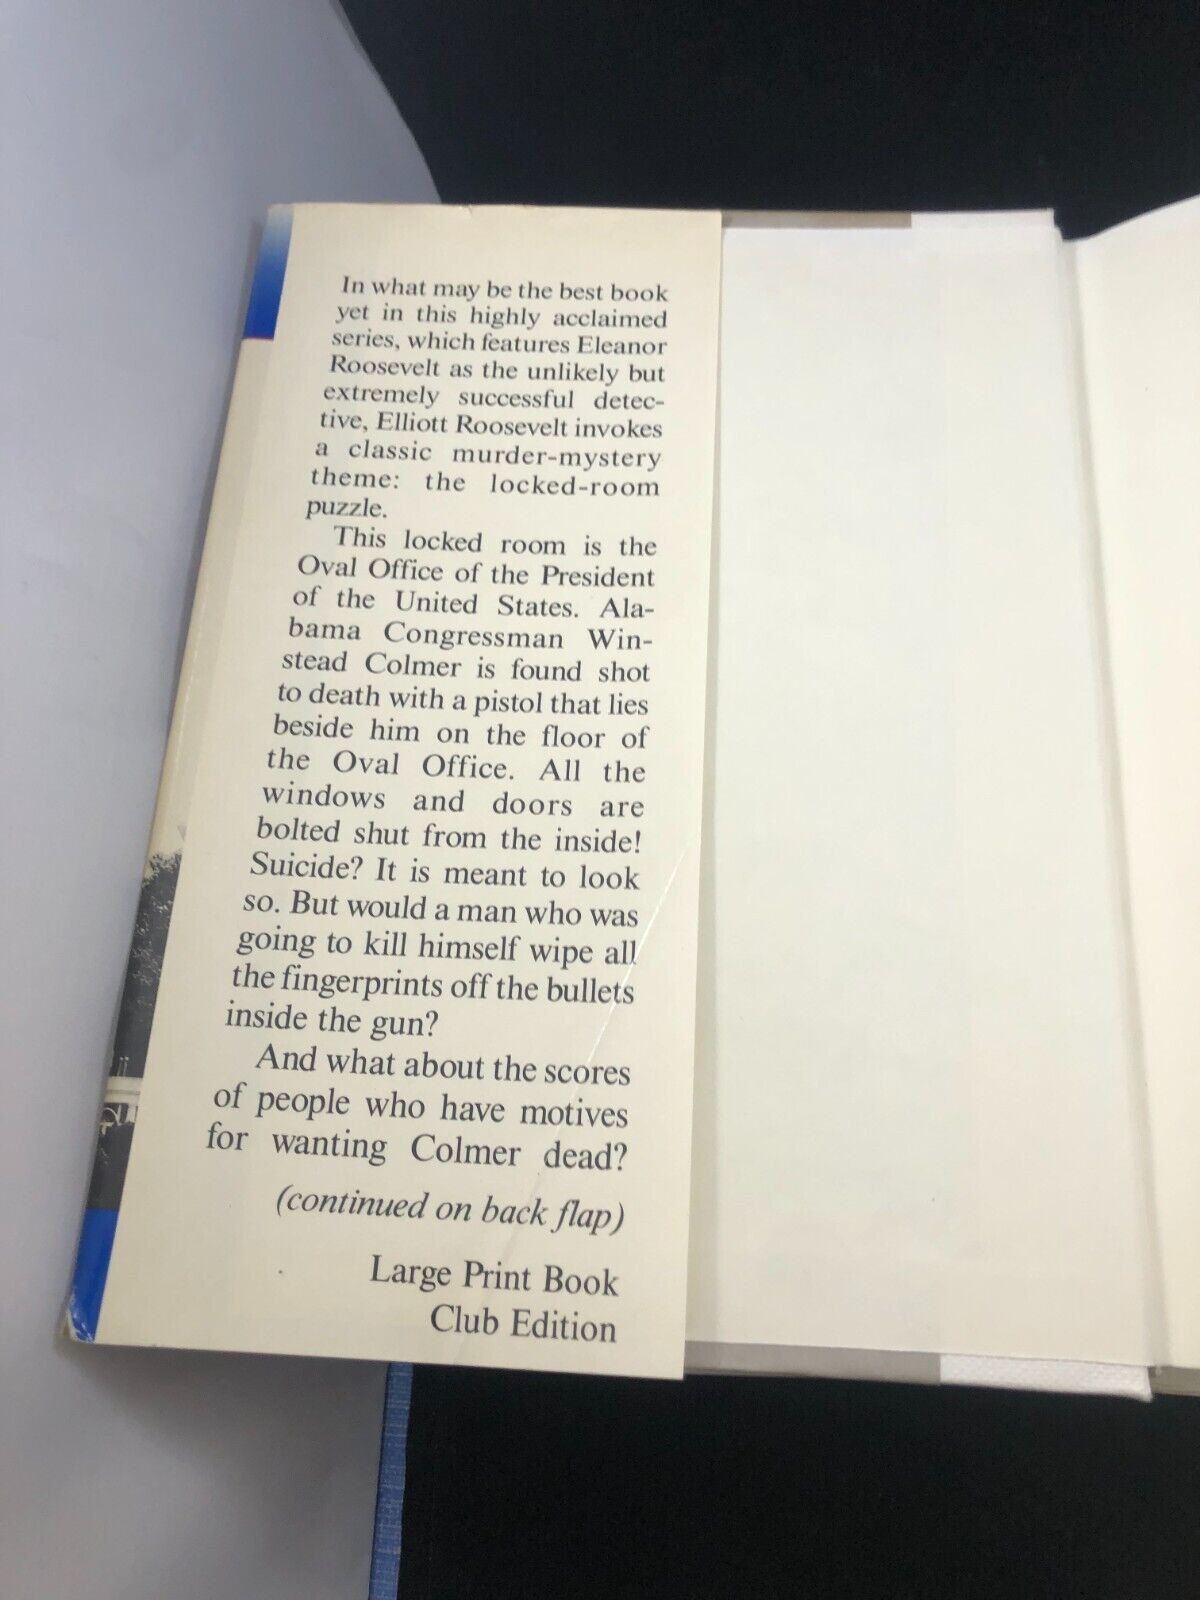 In what may be the best book
yet in this highly acclaimed
series, which features Eleanor
Roosevelt as the unlikely but
extremely successful detec-
tive, Elliott Roosevelt invokes
a classic murder-mystery
theme: the locked-room
puzzle.
This locked room is the
Oval Office of the President
of the United States. Ala-
bama Congressman Win-
stead Colmer is found shot
to death with a pistol that lies
beside him on the floor of
the Oval Office. All the
windows and doors are
bolted shut from the inside!
Suicide? It is meant to look
so. But would a man who was
going to kill himself wipe all
the fingerprints off the bullets
inside the gun?
And what about the scores
of people who have motives
for wanting Colmer dead?
(continued on back flap)
Large Print Book
Club Edition